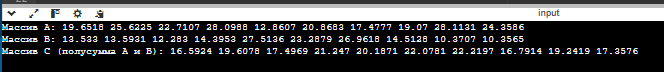 input
Массив A: 19.6518 25.6225 22.7107 28.0988 12.8607 20.8683 17.4777 19.07 28.1131 24.3586
Массив B: 13.533 13.5931 12.283 14.3953 27.5136 23.2879 26.9618 14.5128 10.3707 10.3565
Массив C (полусумма A и B): 16.5924 19.6078 17.4969 21.247 20.1871 22.0781 22.2197 16.7914 19.2419 17.3576